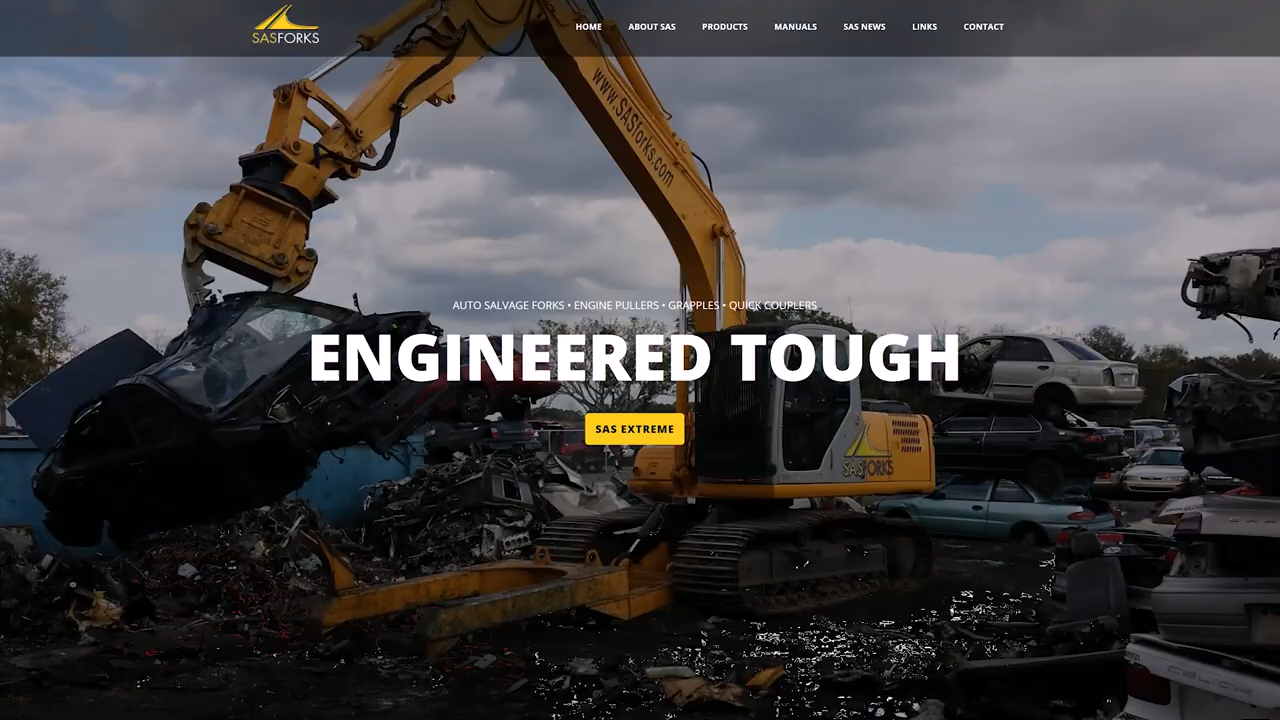 SASFORKS
HOME
ABOUT SAS
PRODUCTS
MANUALS
SAS NEWS
LINKS
CONTACT
www.SASforks.com
AUTO SALVAGE FORKS • ENGINE PULLERS • GRAPPLES • QUICK COUPLERS
ENGINEERED TOUGH
SAS EXTREME
SASFORKS